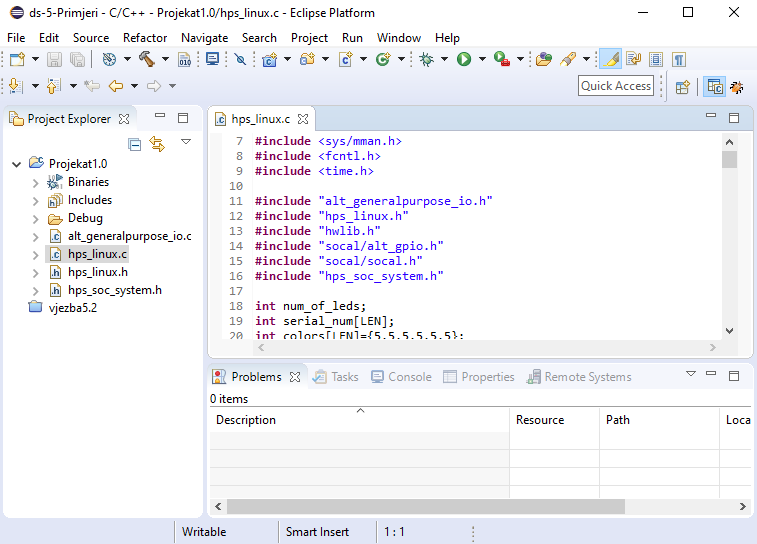 ds-5-Primjeri - C/C++ - Projekat1.0/hps_linux.c - Eclipse Platform
File Edit Source Refactor Navigate Search Project Run Window Help
Quick Access
Project Explorer
Projekat1.0
Binaries
Includes
Debug
alt_generalpurpose_io.c
hps_linux.c
hps_linux.h
hps_soc_system.h
vjezba5.2
hps_linux.c
7 #include <sys/mman.h>
8 #include <fcntl.h>
9 #include <time.h>
10
11 #include "alt_generalpurpose_io.h"
12 #include "hps_linux.h"
13 #include "hwlib.h"
14 #include "socal/alt_gpio.h"
15 #include "socal/socal.h"
16 #include "hps_soc_system.h"
17
18 int num_of_leds;
19 int serial_num[LEN];
20 int colors[LEN]={5,5,5,5,5,5};
Problems Tasks Console Properties Remote Systems
0 items
Description Resource Path Loca
Writable Smart Insert 1 : 1